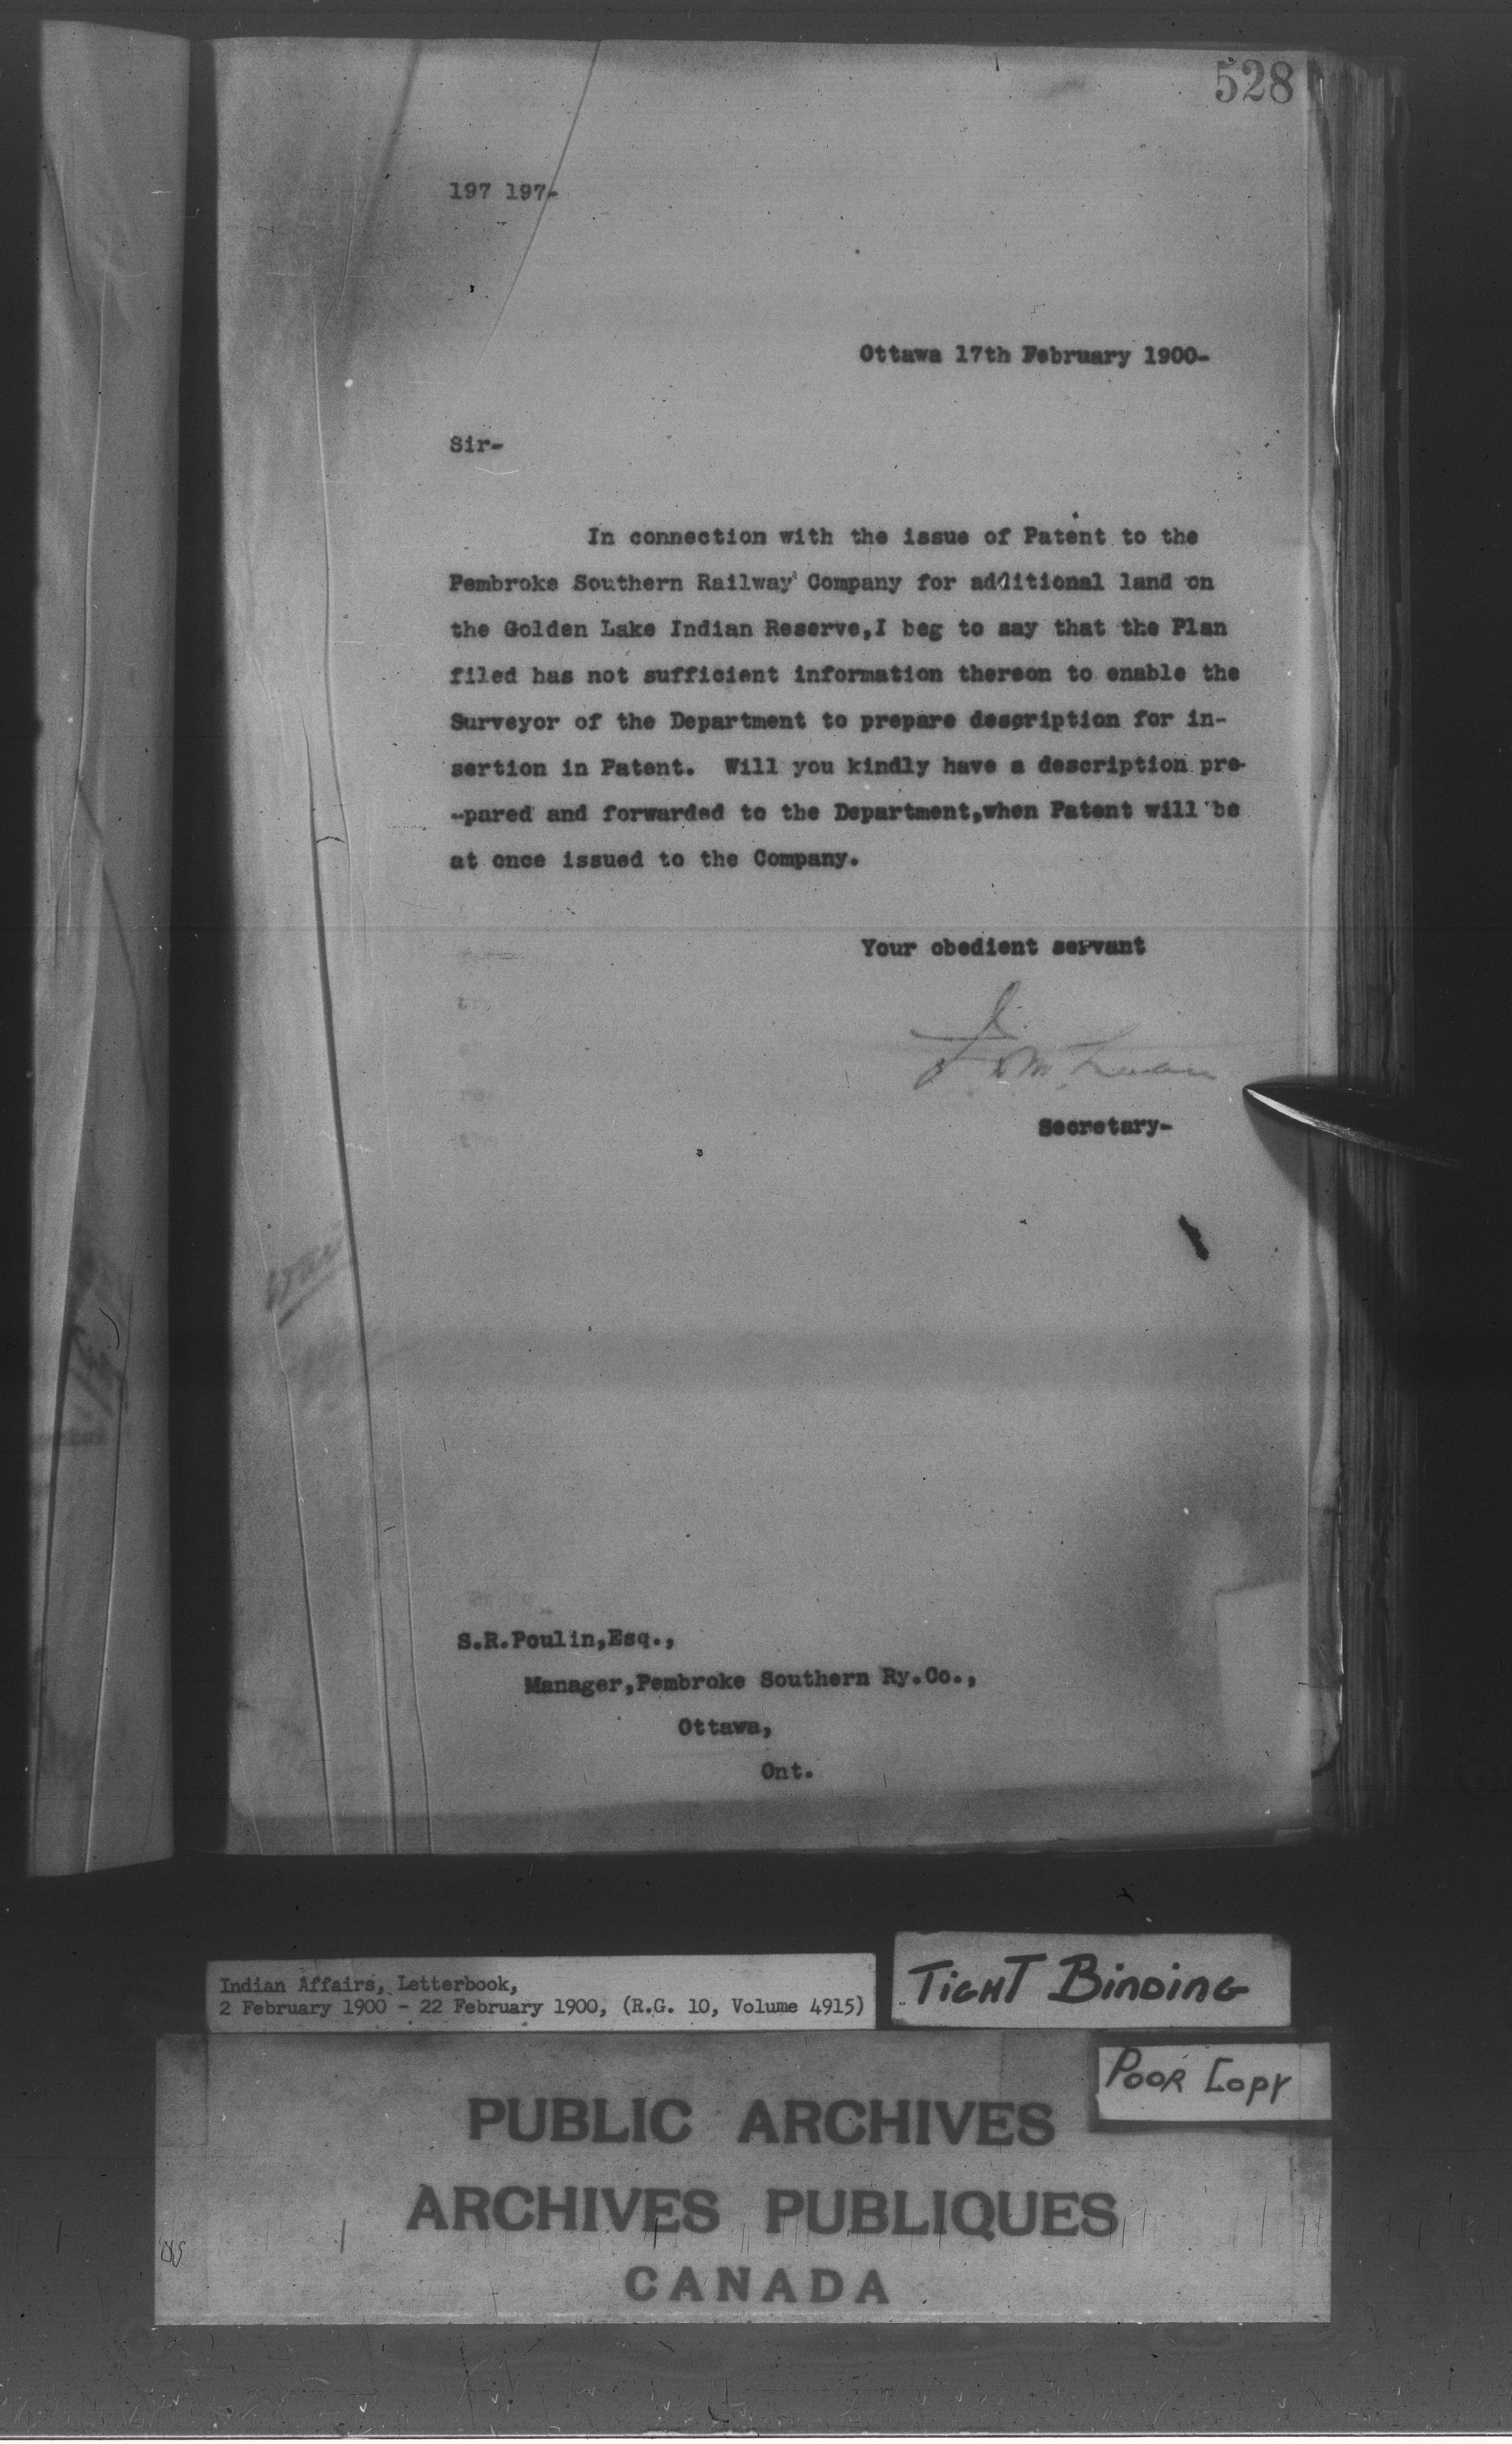 528
197 197-
Ottawa 17th February 1900-
Sir-
In connection with the issue of Patent to the
Pembroke Southern Railway Company for additional land on
the Golden Lake Indian Reserve,I beg to say that the Plan
filed has not sufficient information thereon to enable the
Surveyor of the Department to prepare description for in-
sertion in Patent. Will you kindly have a description pre-
-pared and forwarded to the Department,when Patent will be
at once issued to the Company.
Your obedient servant
Secretary-
S.R.Poulin,Esq.,
Manager,Pembroke Southern Ry.Co.,
Ottawa,
Ont.
Indian Affairs, Letterbook,
2 February 1900 - 22 February 1900, (R.G. 10, Volume 4915)
TIGHT BINDING
POOR COPY
PUBLIC ARCHIVES
ARCHIVES PUBLIQUES
CANADA